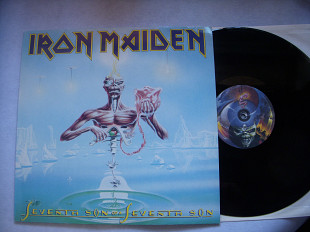 IRON MAIDEN
SEVENTH SON OF A SEVENTH SON